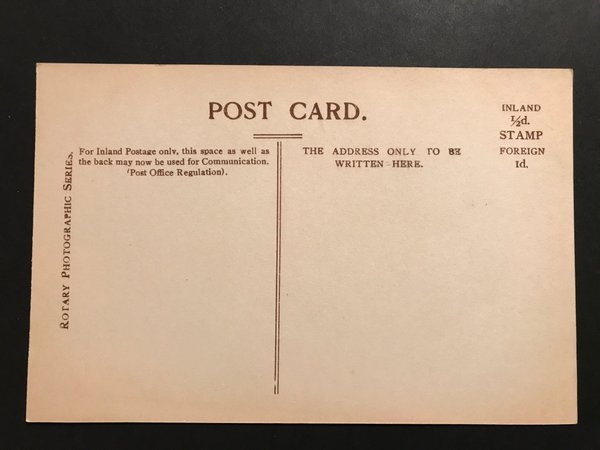 POST CARD.
INLAND
½d.
STAMP
FOREIGN
1d.
For Inland Postage only, this space as well as
the back may now be used for Communication.
(Post Office Regulation).
THE ADDRESS ONLY TO BE
WRITTEN HERE.
ROTARY PHOTOGRAPHIC SERIES.